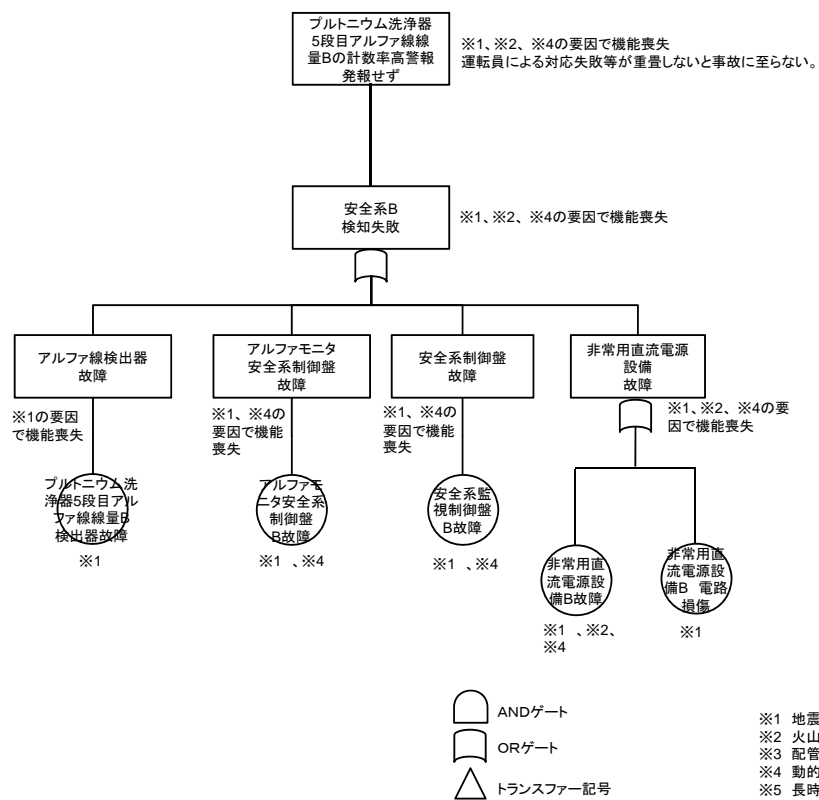 プルトニウム洗浄器
5段目アルファ線線
量Bの計数率高警報
発報せず
※1、※2、※4の要因で機能喪失
運転員による対応失敗等が重畳しないと事故に至らない。
安全系B
検知失敗
※1、※2、※4の要因で機能喪失
アルファ線検出器
故障
アルファモニタ
安全系制御盤
故障
安全系制御盤
故障
非常用直流電源
設備
故障
※1の要因
で機能喪失
※1、※4の
要因で機能
喪失
※1、※4の
要因で機能
喪失
※1、※2、※4の要
因で機能喪失
プルトニウム洗
浄器5段目アル
ファ線線量B
検出器故障
※1
アルファモ
ニタ安全系
制御盤
B故障
※1 、※4
安全系監
視制御盤
B故障
※1 、※4
非常用直
流電源設
備B故障
※1 、※2、
※4
非常用直
流電源設
備B 電路
損傷
※1
ANDゲート
ORゲート
トランスファー記号
※1 地震
※2 火山
※3 配管
※4 動的
※5 長時